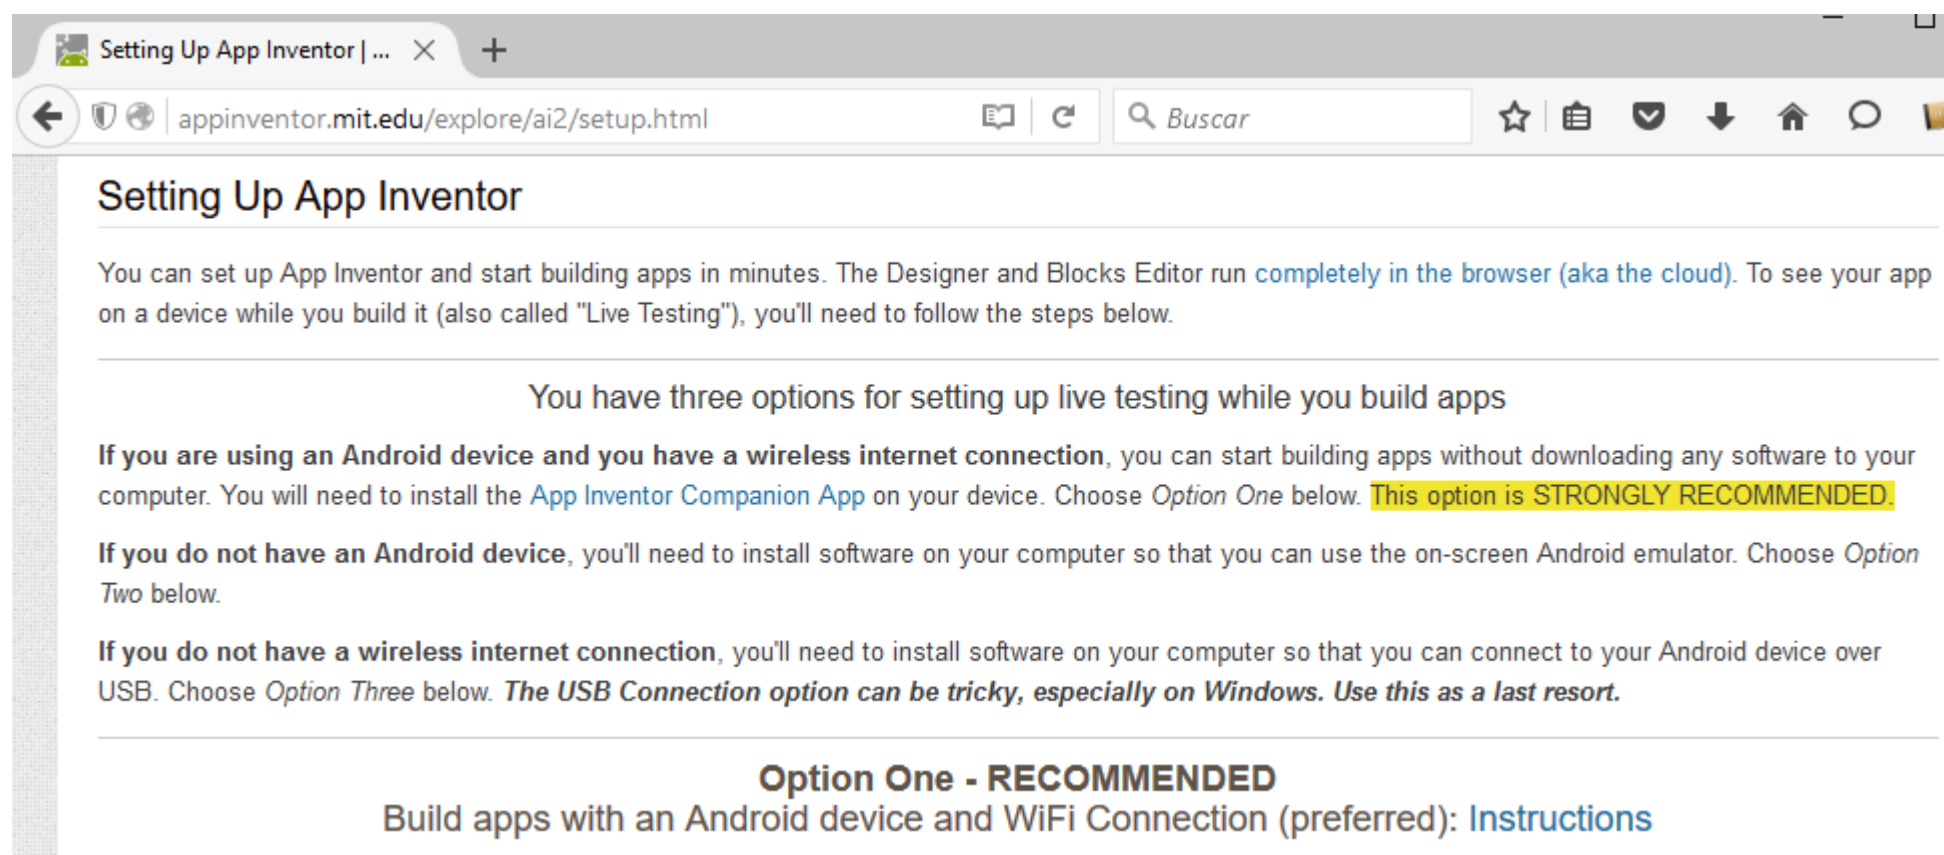 Setting Up App Inventor | ...
appinventor.mit.edu/explore/ai2/setup.html
Buscar
Setting Up App Inventor
You can set up App Inventor and start building apps in minutes. The Designer and Blocks Editor run completely in the browser (aka the cloud). To see your app
on a device while you build it (also called "Live Testing"), you'll need to follow the steps below.
You have three options for setting up live testing while you build apps
If you are using an Android device and you have a wireless internet connection, you can start building apps without downloading any software to your
computer. You will need to install the App Inventor Companion App on your device. Choose Option One below. This option is STRONGLY RECOMMENDED.
If you do not have an Android device, you'll need to install software on your computer so that you can use the on-screen Android emulator. Choose Option
Two below.
If you do not have a wireless internet connection, you'll need to install software on your computer so that you can connect to your Android device over
USB. Choose Option Three below. The USB Connection option can be tricky, especially on Windows. Use this as a last resort.
Option One - RECOMMENDED
Build apps with an Android device and WiFi Connection (preferred): Instructions